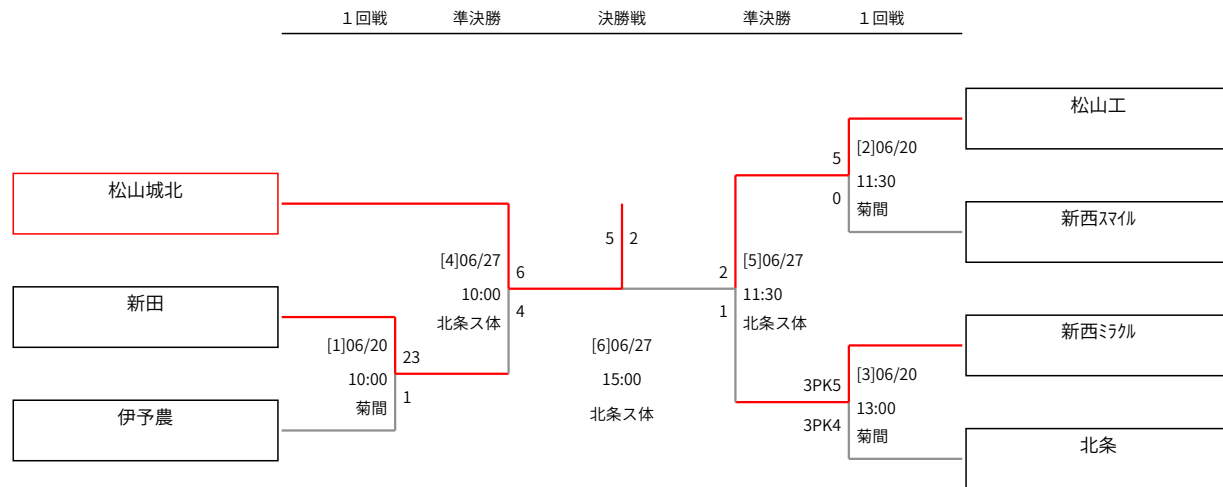 １回戦 準決勝 決勝戦 準決勝 １回戦
松山工
5 [2]06/20
11:30
0 菊間
新西ｽﾏｲﾙ
松山城北
5 2
[4]06/27 6
10:00
4
北条ス体
2 [5]06/27
11:30
1
北条ス体
新田
[1]06/20 23
10:00
1
菊間
伊予農
[6]06/27
15:00
北条ス体
新西ﾐﾗｸﾙ
3PK5 [3]06/20
13:00
3PK4
菊間
北条